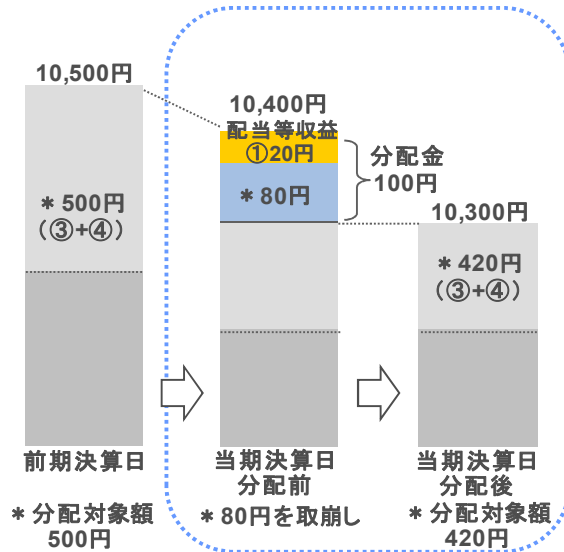 10,500円
＊500円
（③+④）
前期決算日
＊分配対象額
500円
10,400円
配当等収益
①20円
＊80円
分配金
100円
当期決算日
分配前
＊80円を取崩し
10,300円
＊420円
（③+④）
当期決算日
分配後
＊分配対象額
420円